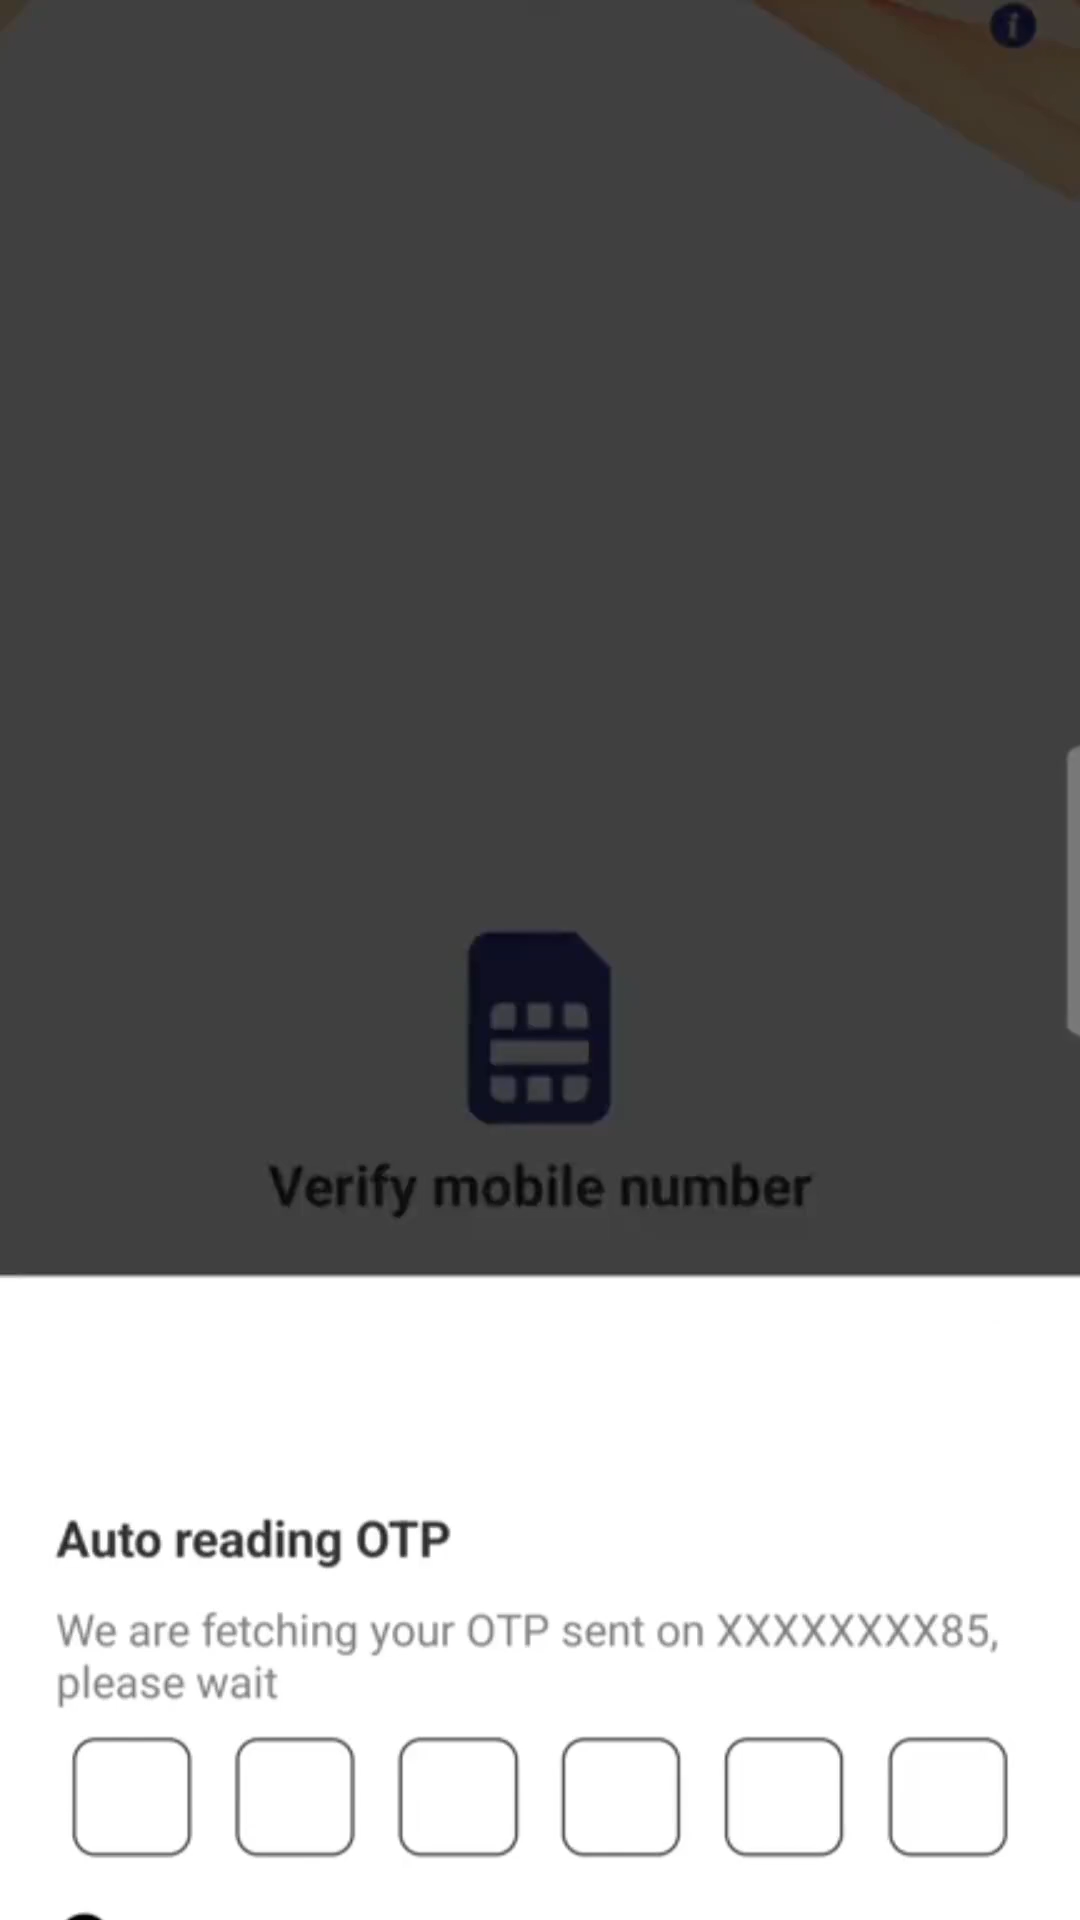 i
Verify mobile number
Auto reading OTP
We are fetching your OTP sent on XXXXXXXX85,
please wait